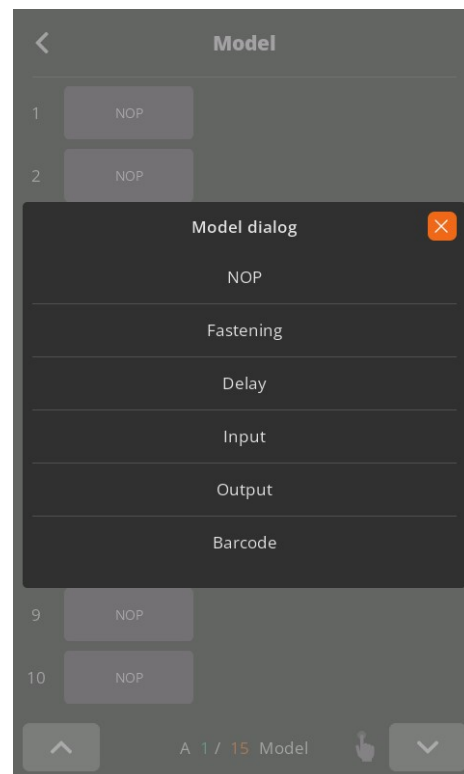 Model
1 NOP
2 NOP
Model dialog
NOP
Fastening
Delay
Input
Output
Barcode
9 NOP
10 NOP
A 1 / 15 Model